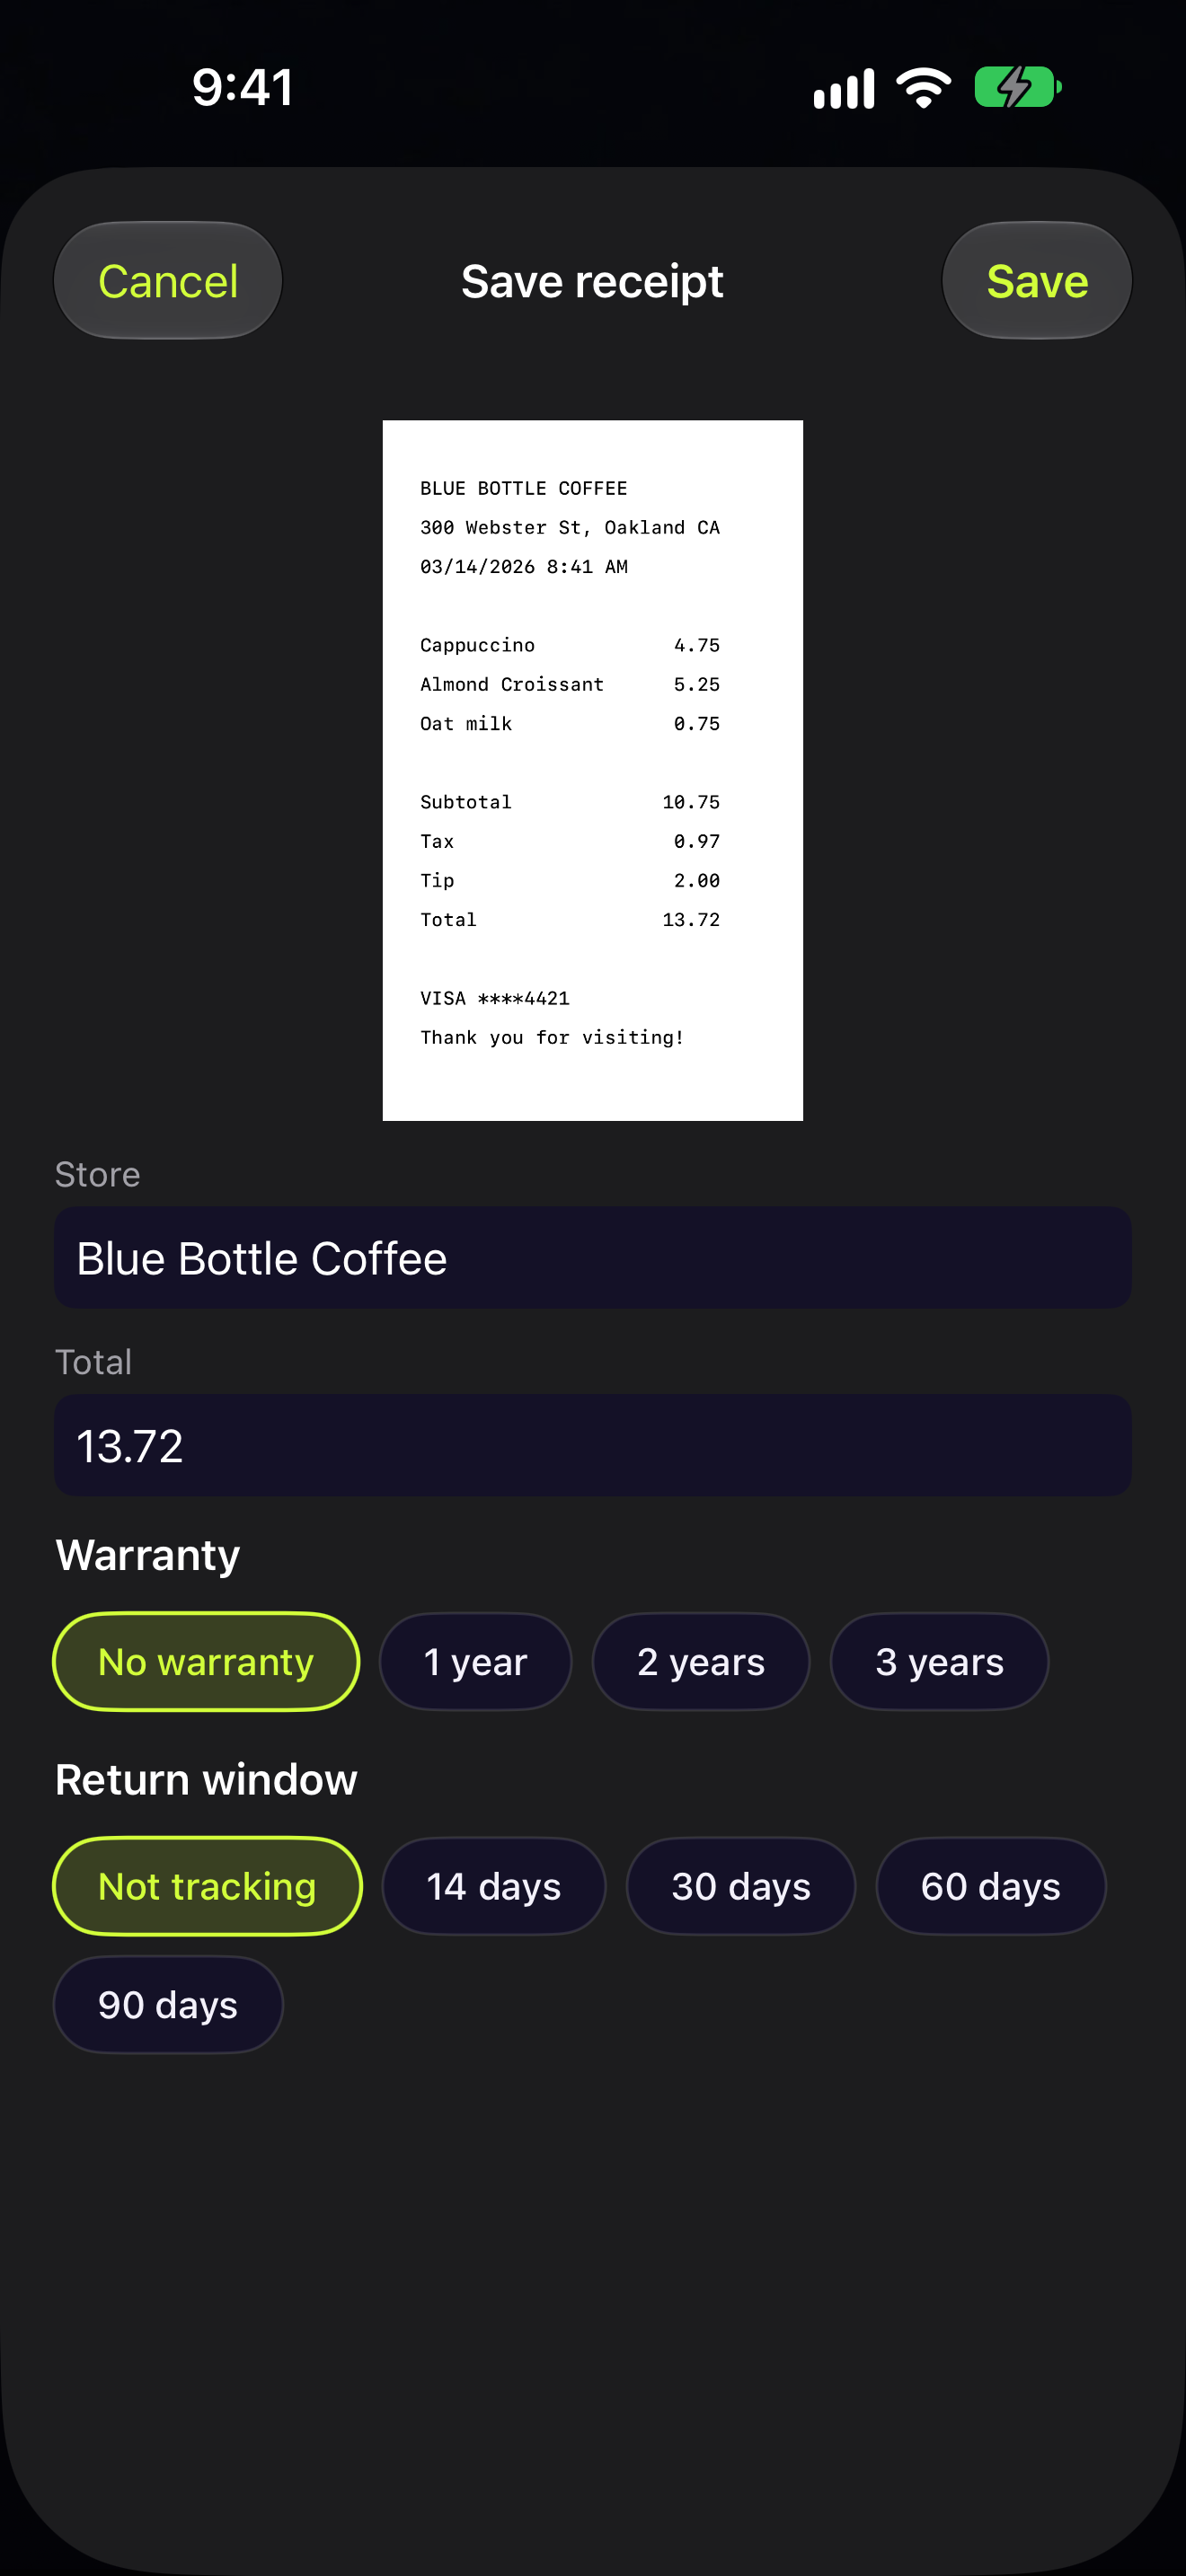 9:41
Cancel Save receipt Save
BLUE BOTTLE COFFEE
300 Webster St, Oakland CA
03/14/2026 8:41 AM
Cappuccino 4.75
Almond Croissant 5.25
Oat milk 0.75
Subtotal 10.75
Tax 0.97
Tip 2.00
Total 13.72
VISA ****4421
Thank you for visiting!
Store
Blue Bottle Coffee
Total
13.72
Warranty
No warranty 1 year 2 years 3 years
Return window
Not tracking 14 days 30 days 60 days
90 days